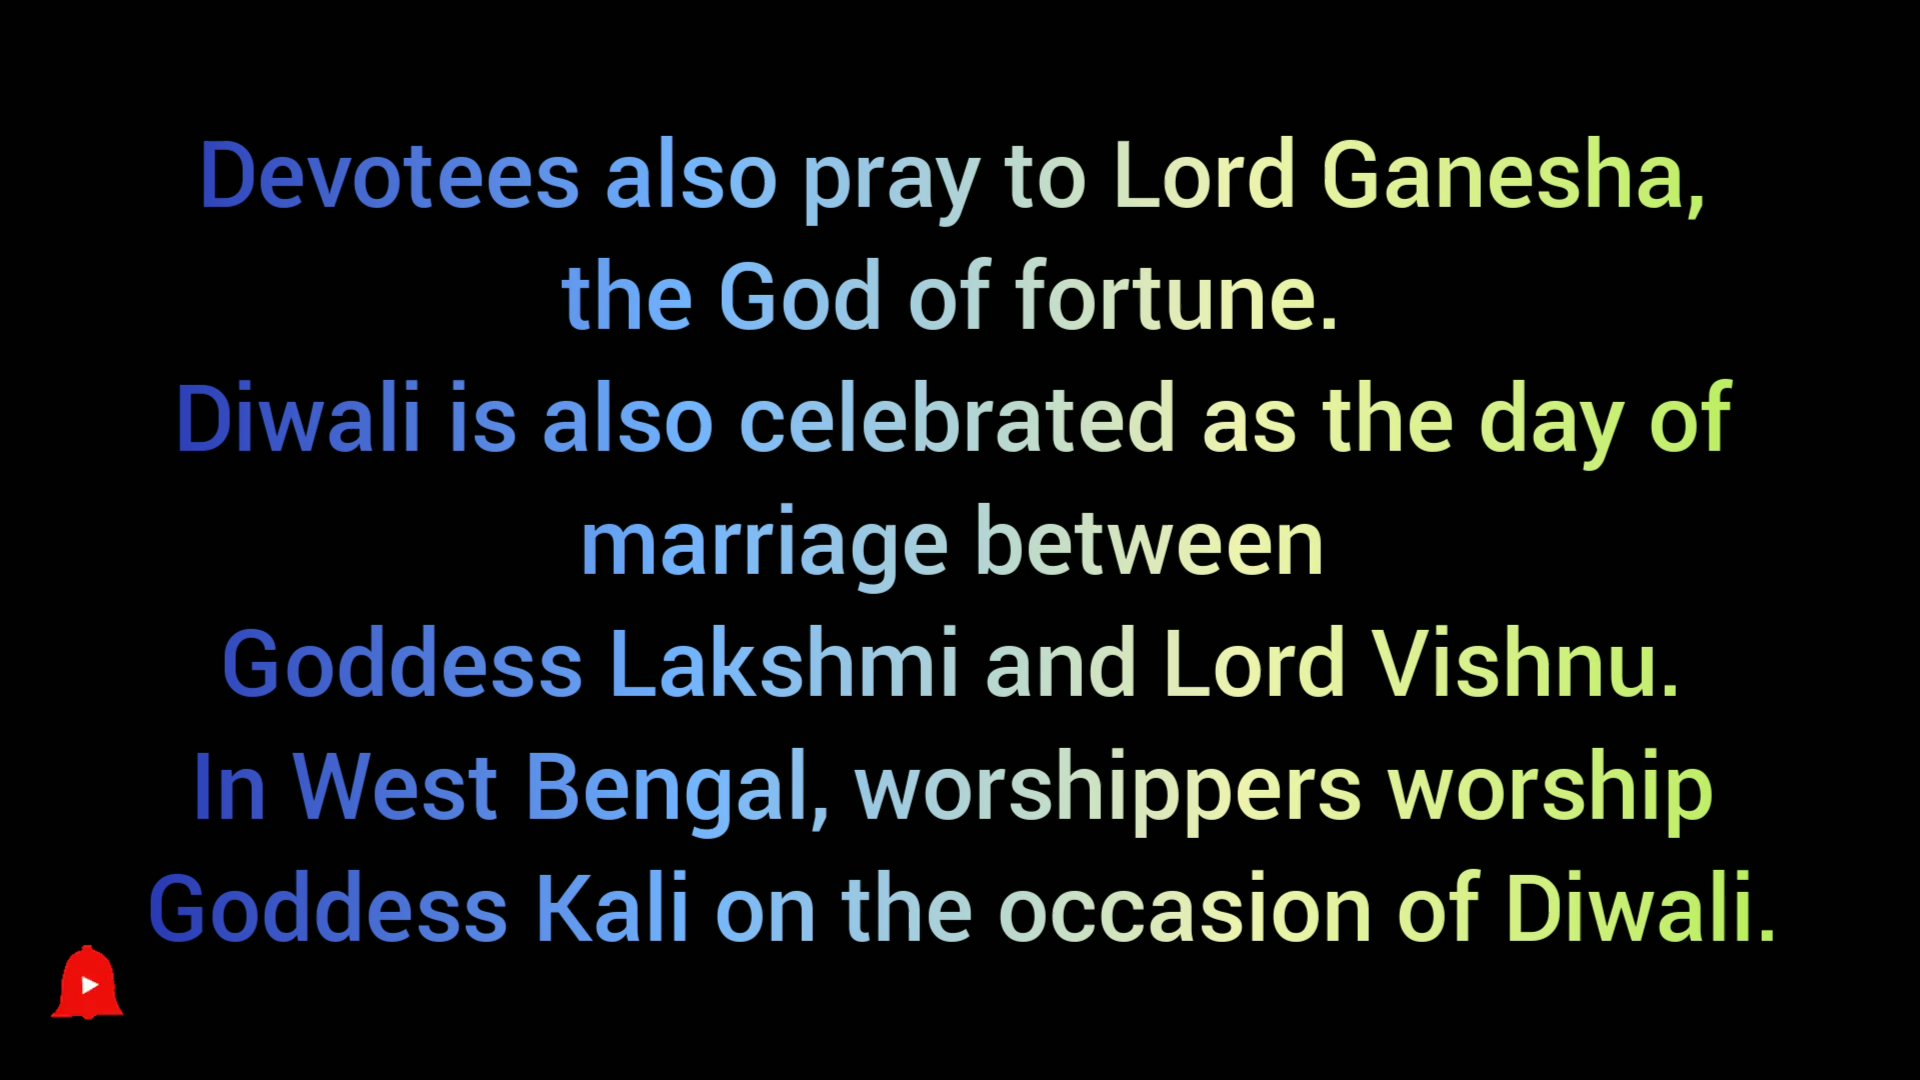 Devotees also pray to Lord Ganesha,
the God of fortune.
Diwali is also celebrated as the day of
marriage between
Goddess Lakshmi and Lord Vishnu.
In West Bengal, worshippers worship
Goddess Kali on the occasion of Diwali.